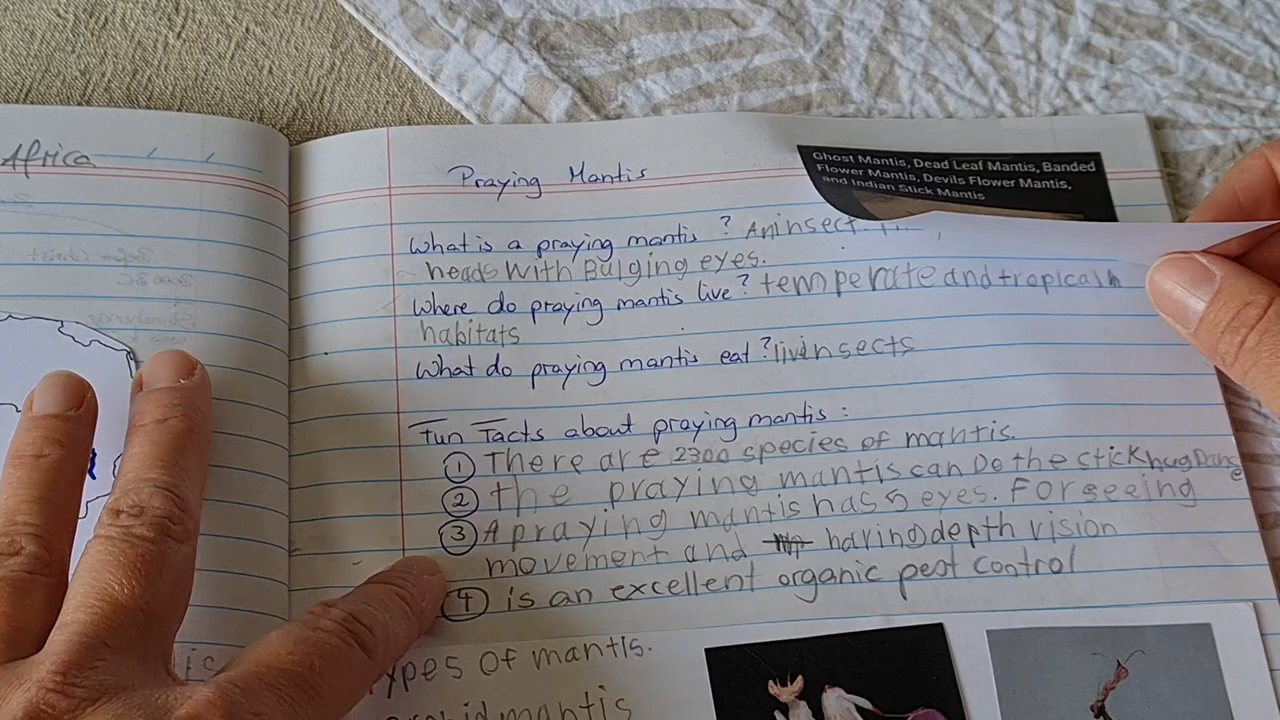 Africa
Praying Mantis
Ghost Mantis, Dead Leaf Mantis, Banded
Flower Mantis, Devils Flower Mantis,
and Indian Stick Mantis
What is a praying mantis ? An insect.
heads with Bulging eyes.
Where do praying mantis live? temperate and tropical
habitats
What do praying mantis eat ? insects
Fun Facts about praying mantis :
1 There are 2300 species of mantis.
2 the praying mantis can Do the stick Dance
3 A praying mantis has 5 eyes. For seeing
movement and having depth vision
4 is an excellent organic pest control
ypes of mantis.
mantis